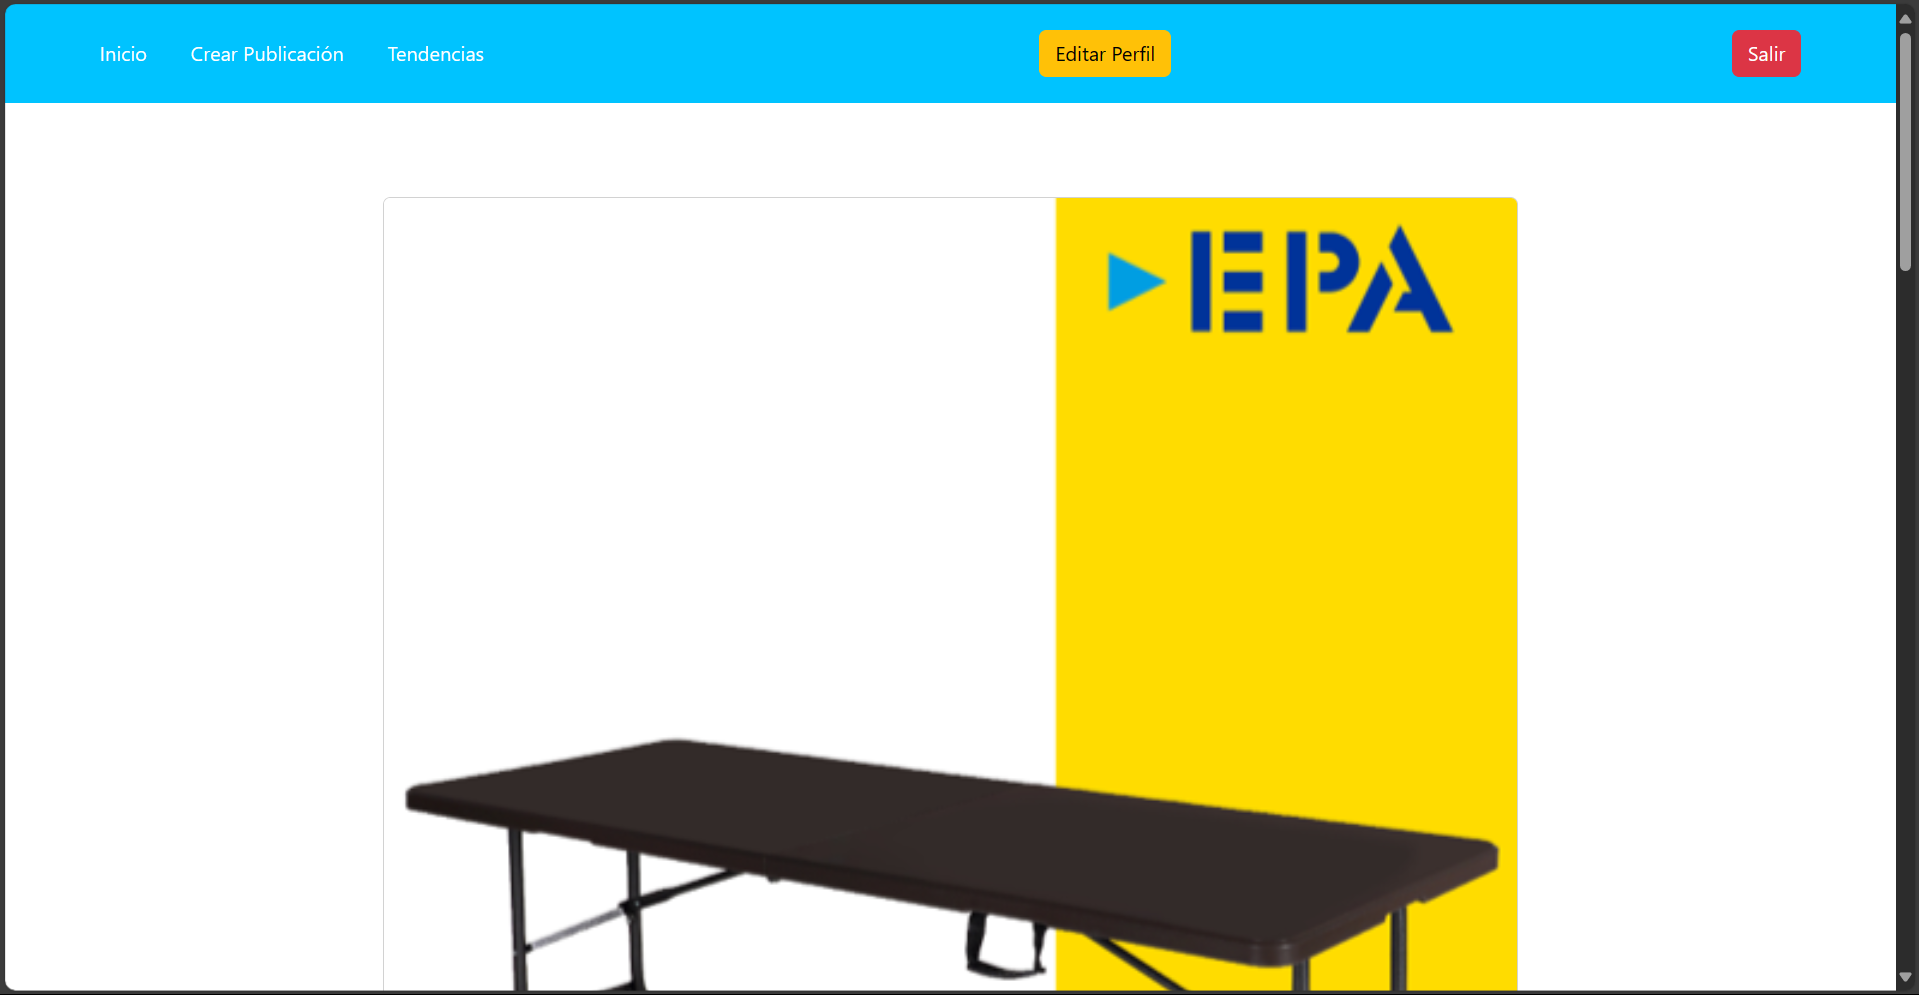 Inicio
Crear Publicación
Tendencias
Editar Perfil
Salir
EPA